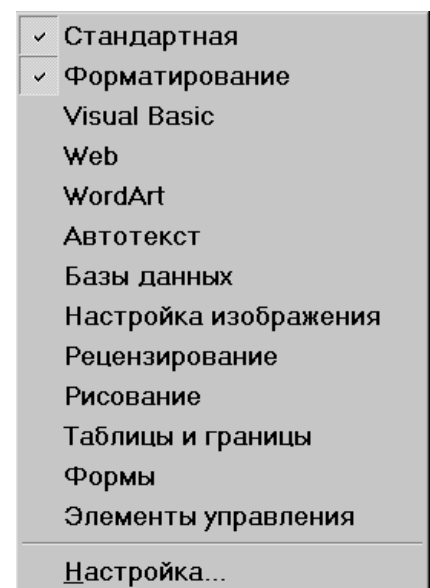 Стандартная
Форматирование
Visual Basic
Web
WordArt
Автотекст
Базы данных
Настройка изображения
Рецензирование
Рисование
Таблицы и границы
Формы
Элементы управления
Настройка...